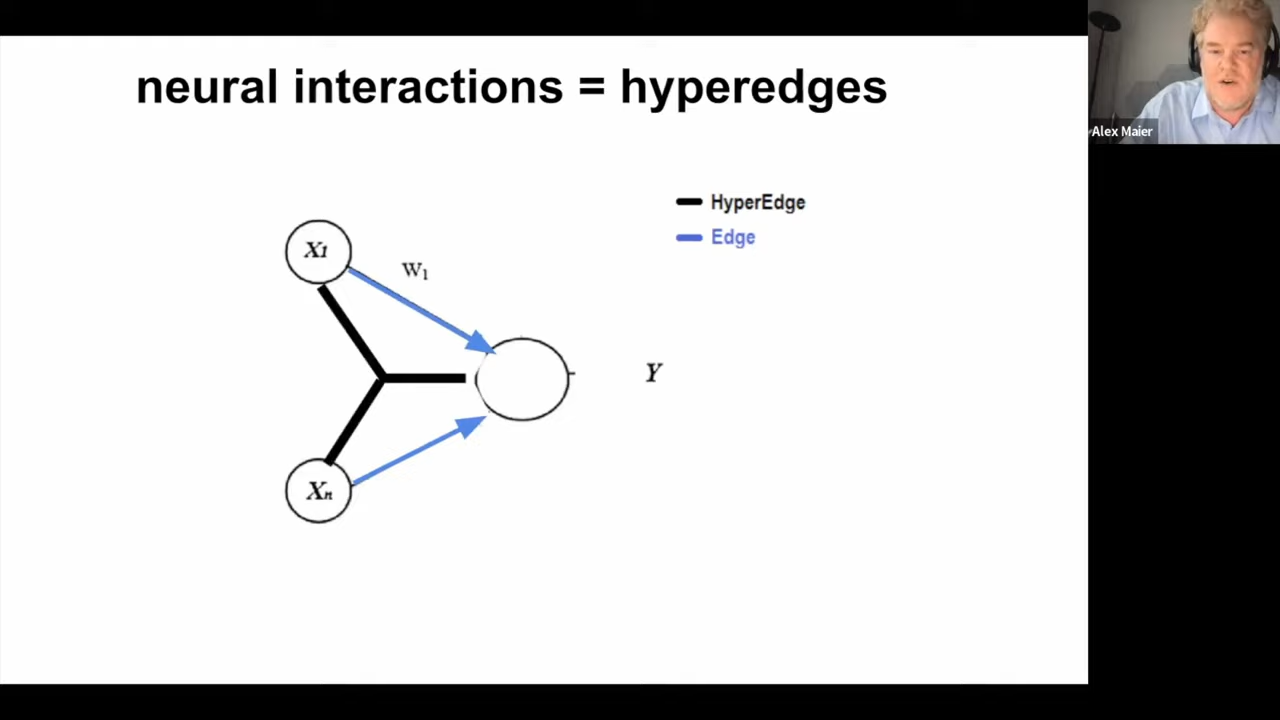 neural interactions = hyperedges
Alex Maier
HyperEdge
Edge
X1
W1
Y
Xn